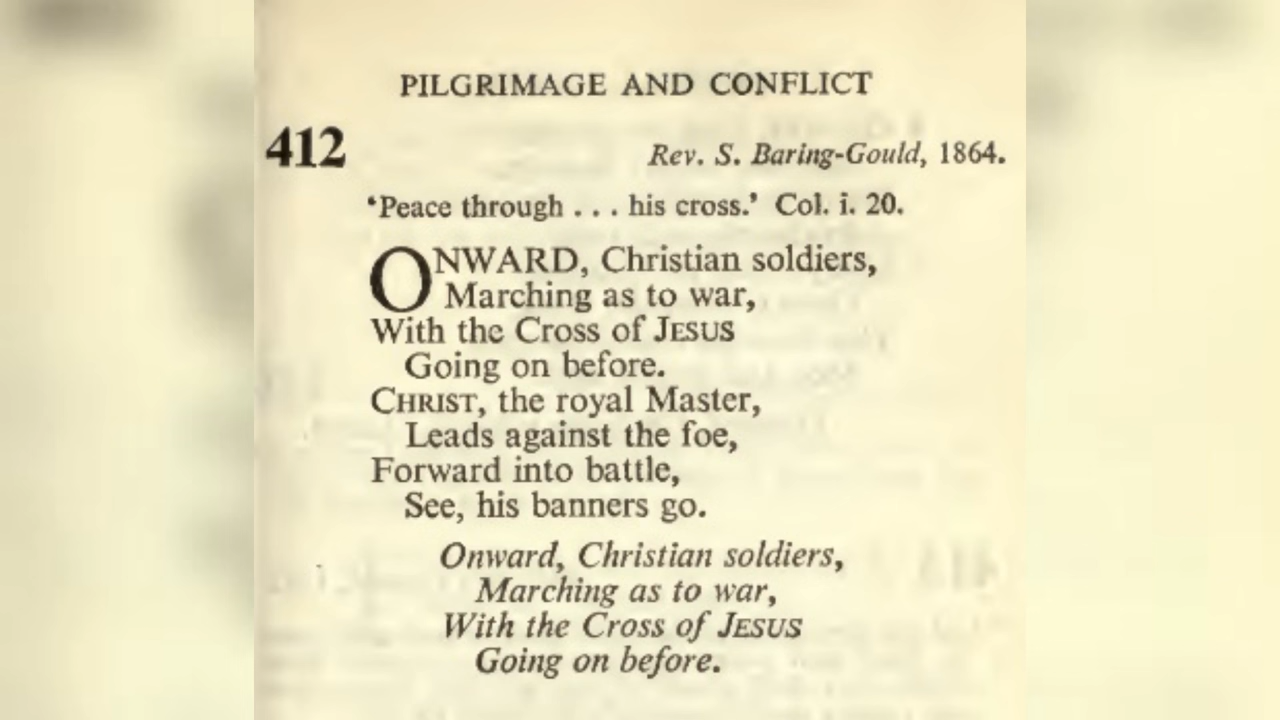 PILGRIMAGE AND CONFLICT
412 Rev. S. Baring-Gould, 1864.
‘Peace through . . . his cross.’ Col. i. 20.
ONWARD, Christian soldiers,
Marching as to war,
With the Cross of JESUS
Going on before.
CHRIST, the royal Master,
Leads against the foe,
Forward into battle,
See, his banners go.
Onward, Christian soldiers,
Marching as to war,
With the Cross of JESUS
Going on before.